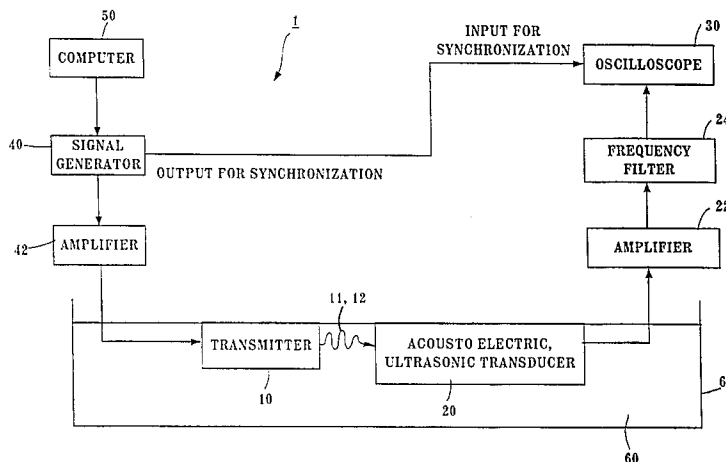 50
COMPUTER
1
INPUT FOR
SYNCHRONIZATION
30
OSCILLOSCOPE
40
SIGNAL
GENERATOR
OUTPUT FOR SYNCHRONIZATION
24
FREQUENCY
FILTER
42
AMPLIFIER
22
AMPLIFIER
11, 12
TRANSMITTER
ACOUSTO ELECTRIC,
ULTRASONIC TRANSDUCER
10
20
60